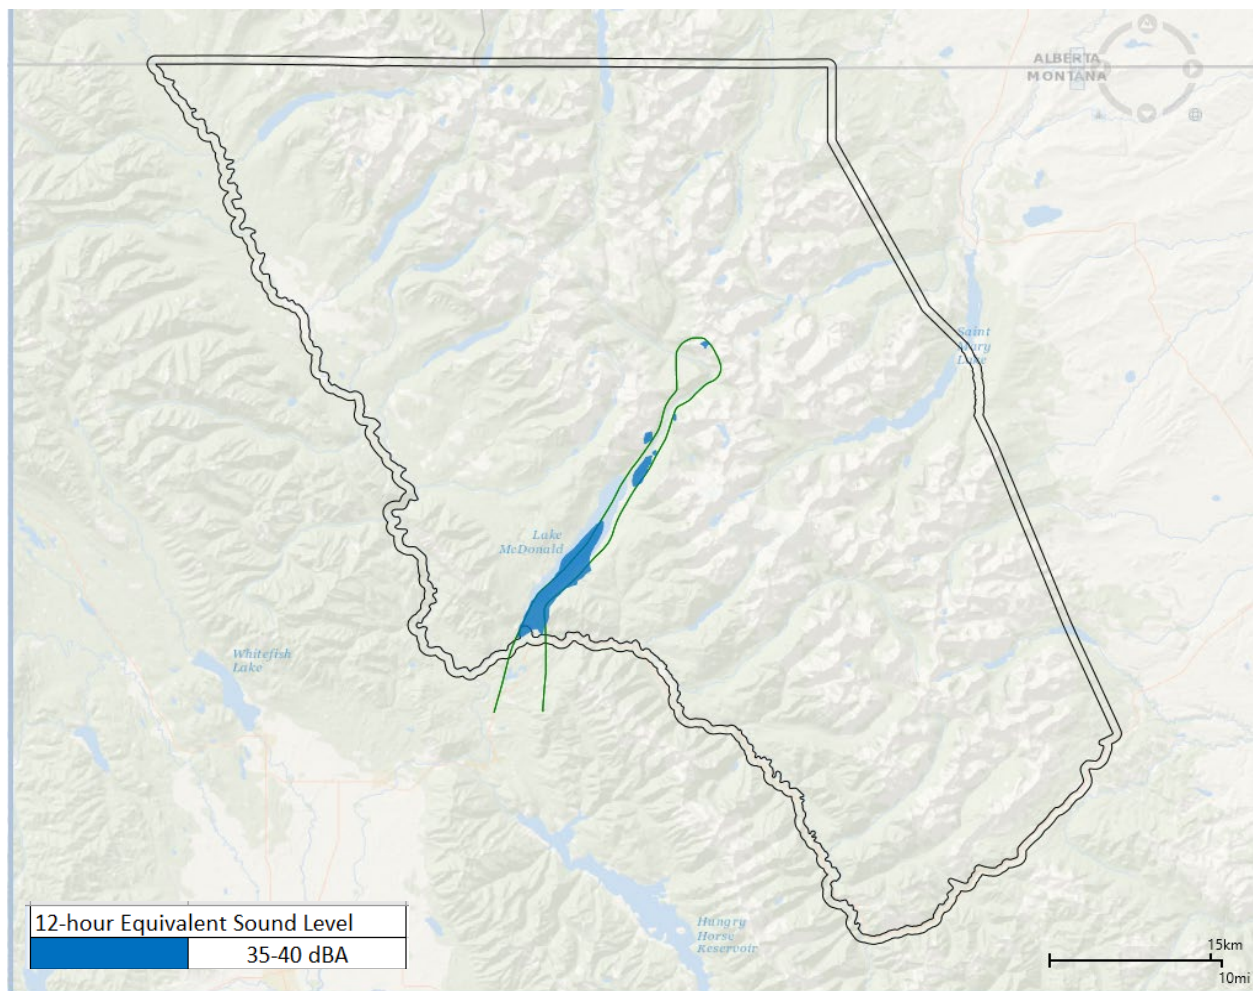 ALBERTA
MONTANA
Saint
Mary
Lake
Lake
McDonald
Whitefish
Lake
Hungry
Horse
Reservoir
12-hour Equivalent Sound Level
35-40 dBA
15km
10mi